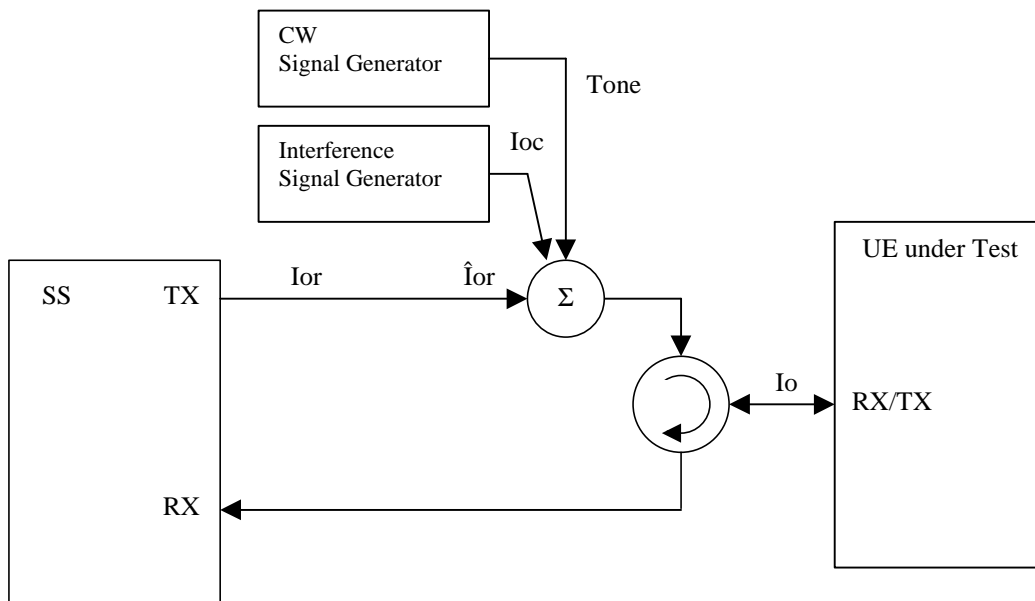 CW
Signal Generator
Tone
Interference
Signal Generator
Ioc
UE under Test
SS
TX
Ior
Îor
Σ
Io
RX/TX
RX